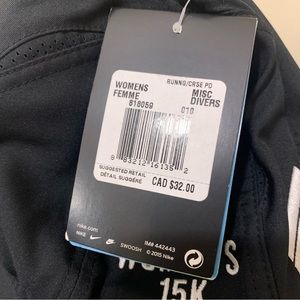 RUNNG/CRSE PD
WOMENS MISC
FEMME DIVERS
818059 010
SUGGESTED RETAIL
DÉTAIL SUGGÉRÉ
CAD $32.00
nike.com
NIKE SWOOSH
IM# 442443
© 2015 Nike
15K